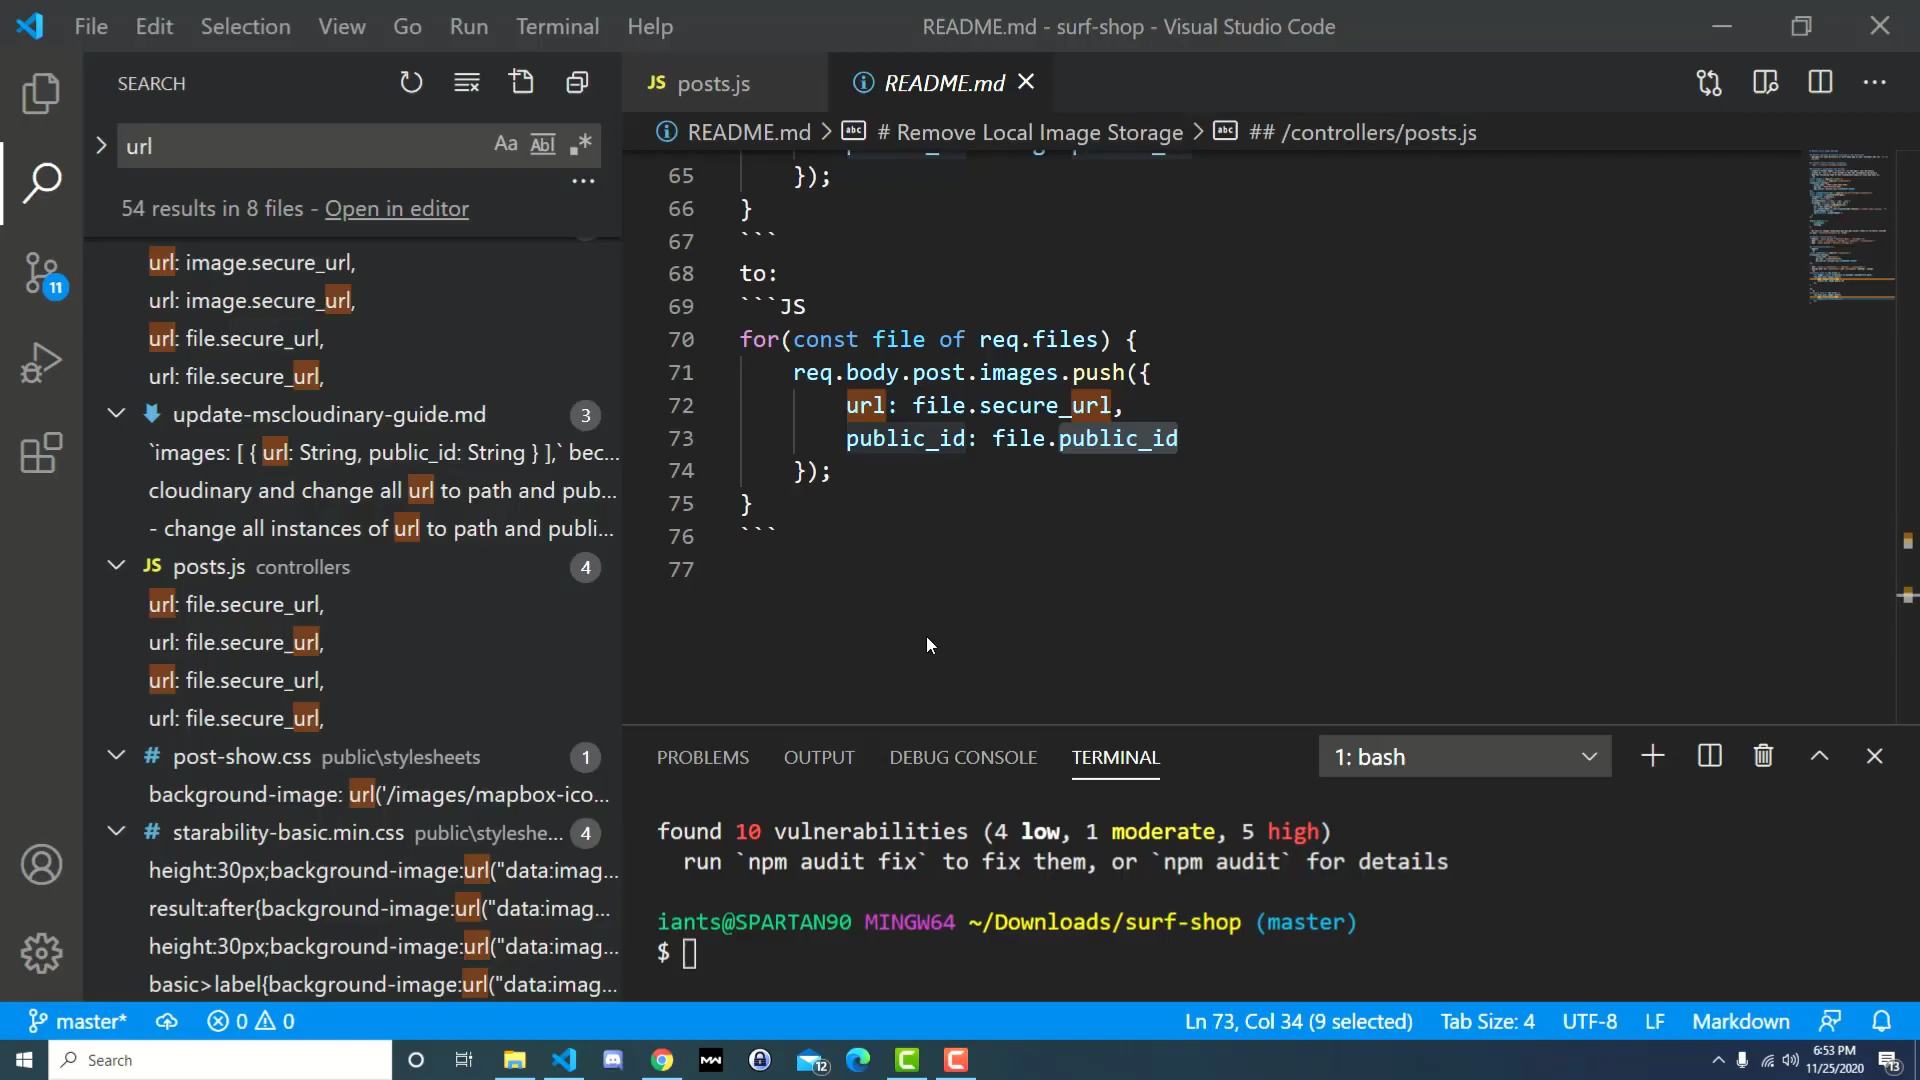 File Edit Selection View Go Run Terminal Help
README.md - surf-shop - Visual Studio Code
SEARCH
url
Aa Abl .*
54 results in 8 files - Open in editor
url: image.secure_url,
url: image.secure_url,
url: file.secure_url,
url: file.secure_url,
update-mscloudinary-guide.md 3
`images: [ { url: String, public_id: String } ],` bec...
cloudinary and change all url to path and pub...
- change all instances of url to path and publi...
JS posts.js controllers 4
url: file.secure_url,
url: file.secure_url,
url: file.secure_url,
url: file.secure_url,
# post-show.css public\stylesheets 1
background-image: url('/images/mapbox-ico...
# starability-basic.min.css public\styleshe... 4
height:30px;background-image:url("data:imag...
result:after{background-image:url("data:imag...
height:30px;background-image:url("data:imag...
basic>label{background-image:url("data:imag...
11
JS posts.js
README.md
README.md > # Remove Local Image Storage > ## /controllers/posts.js
65 });
66 }
67 ```
68 to:
69 ```JS
70 for(const file of req.files) {
71 req.body.post.images.push({
72 url: file.secure_url,
73 public_id: file.public_id
74 });
75 }
76 ```
77
PROBLEMS OUTPUT DEBUG CONSOLE TERMINAL
1: bash
found 10 vulnerabilities (4 low, 1 moderate, 5 high)
run `npm audit fix` to fix them, or `npm audit` for details
iants@SPARTAN90 MINGW64 ~/Downloads/surf-shop (master)
$
master* 0 0
Ln 73, Col 34 (9 selected) Tab Size: 4 UTF-8 LF Markdown
Search
12
6:53 PM
11/25/2020
13